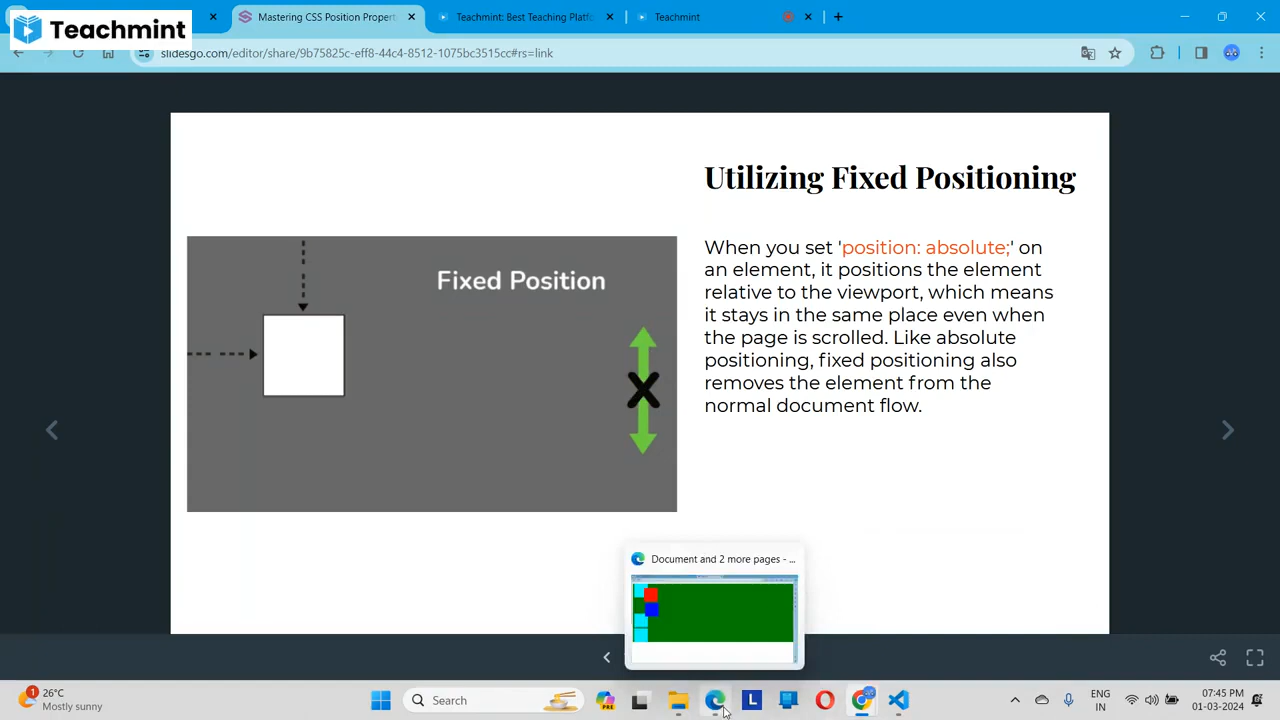 Teachmint
Mastering CSS Position Propert
Teachmint: Best Teaching Platf
Teachmint
slidesgo.com/editor/share/9b75825c-eff8-44c4-8512-1075bc3515cc#rs=link
Utilizing Fixed Positioning
Fixed Position
When you set 'position: absolute;' on
an element, it positions the element
relative to the viewport, which means
it stays in the same place even when
the page is scrolled. Like absolute
positioning, fixed positioning also
removes the element from the
normal document flow.
Document and 2 more pages - ...
1
26°C
Mostly sunny
Search
PRE
L
ENG
IN
07:45 PM
01-03-2024